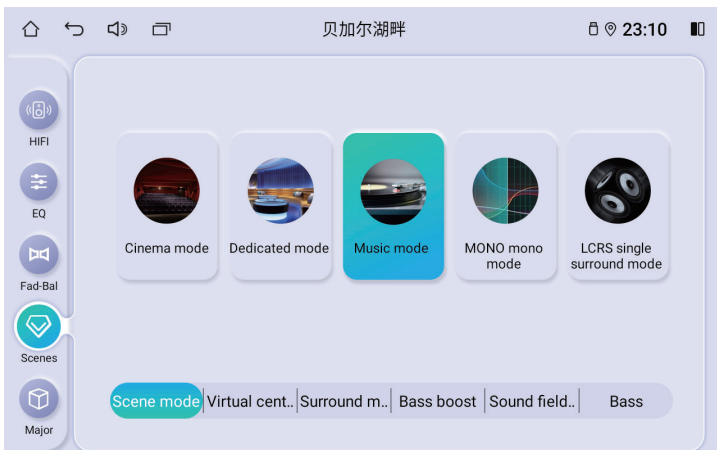 贝加尔湖畔
23:10
HIFI
EQ
Fad-Bal
Scenes
Major
Cinema mode
Dedicated mode
Music mode
MONO mono
mode
LCRS single
surround mode
Scene mode
Virtual cent..
Surround m..
Bass boost
Sound field..
Bass